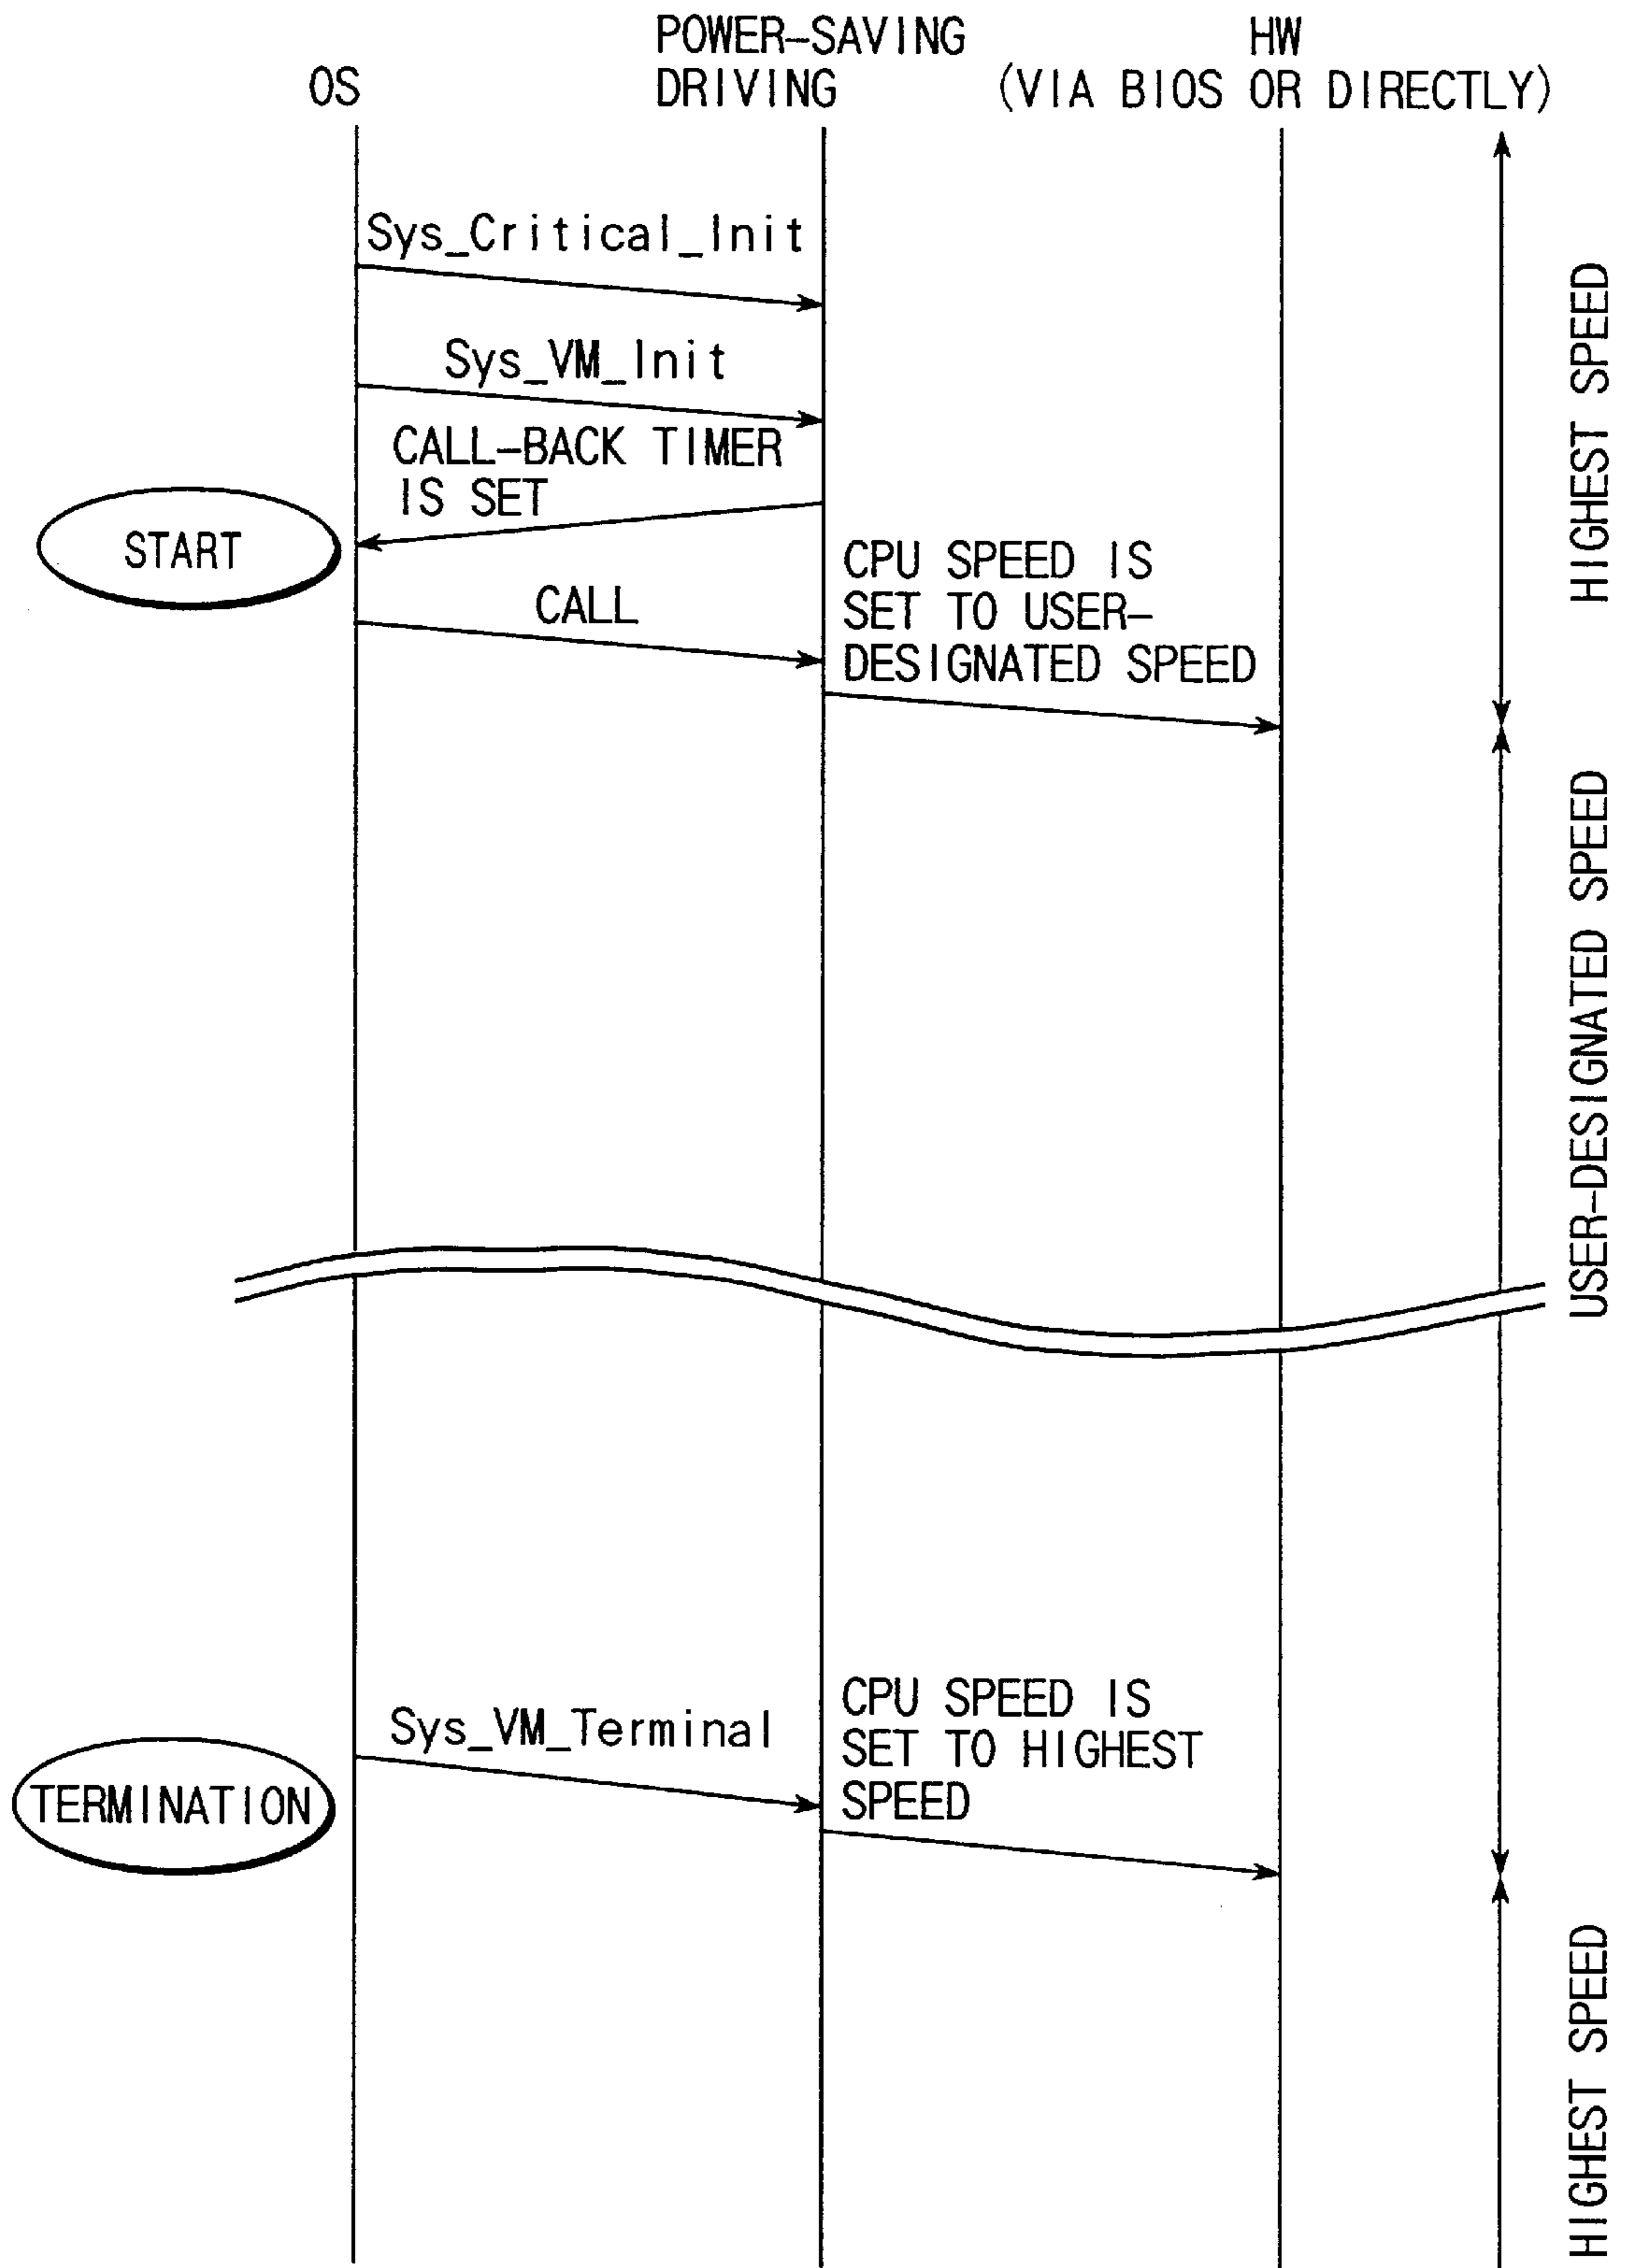 POWER-SAVING
DRIVING
HW
(VIA BIOS OR DIRECTLY)
OS
Sys_Critical_Init
Sys_VM_Init
CALL-BACK TIMER
IS SET
START
CALL
CPU SPEED IS
SET TO USER-
DESIGNATED SPEED
HIGHEST SPEED
USER-DESIGNATED SPEED
Sys_VM_Terminal
TERMINATION
CPU SPEED IS
SET TO HIGHEST
SPEED
HIGHEST SPEED